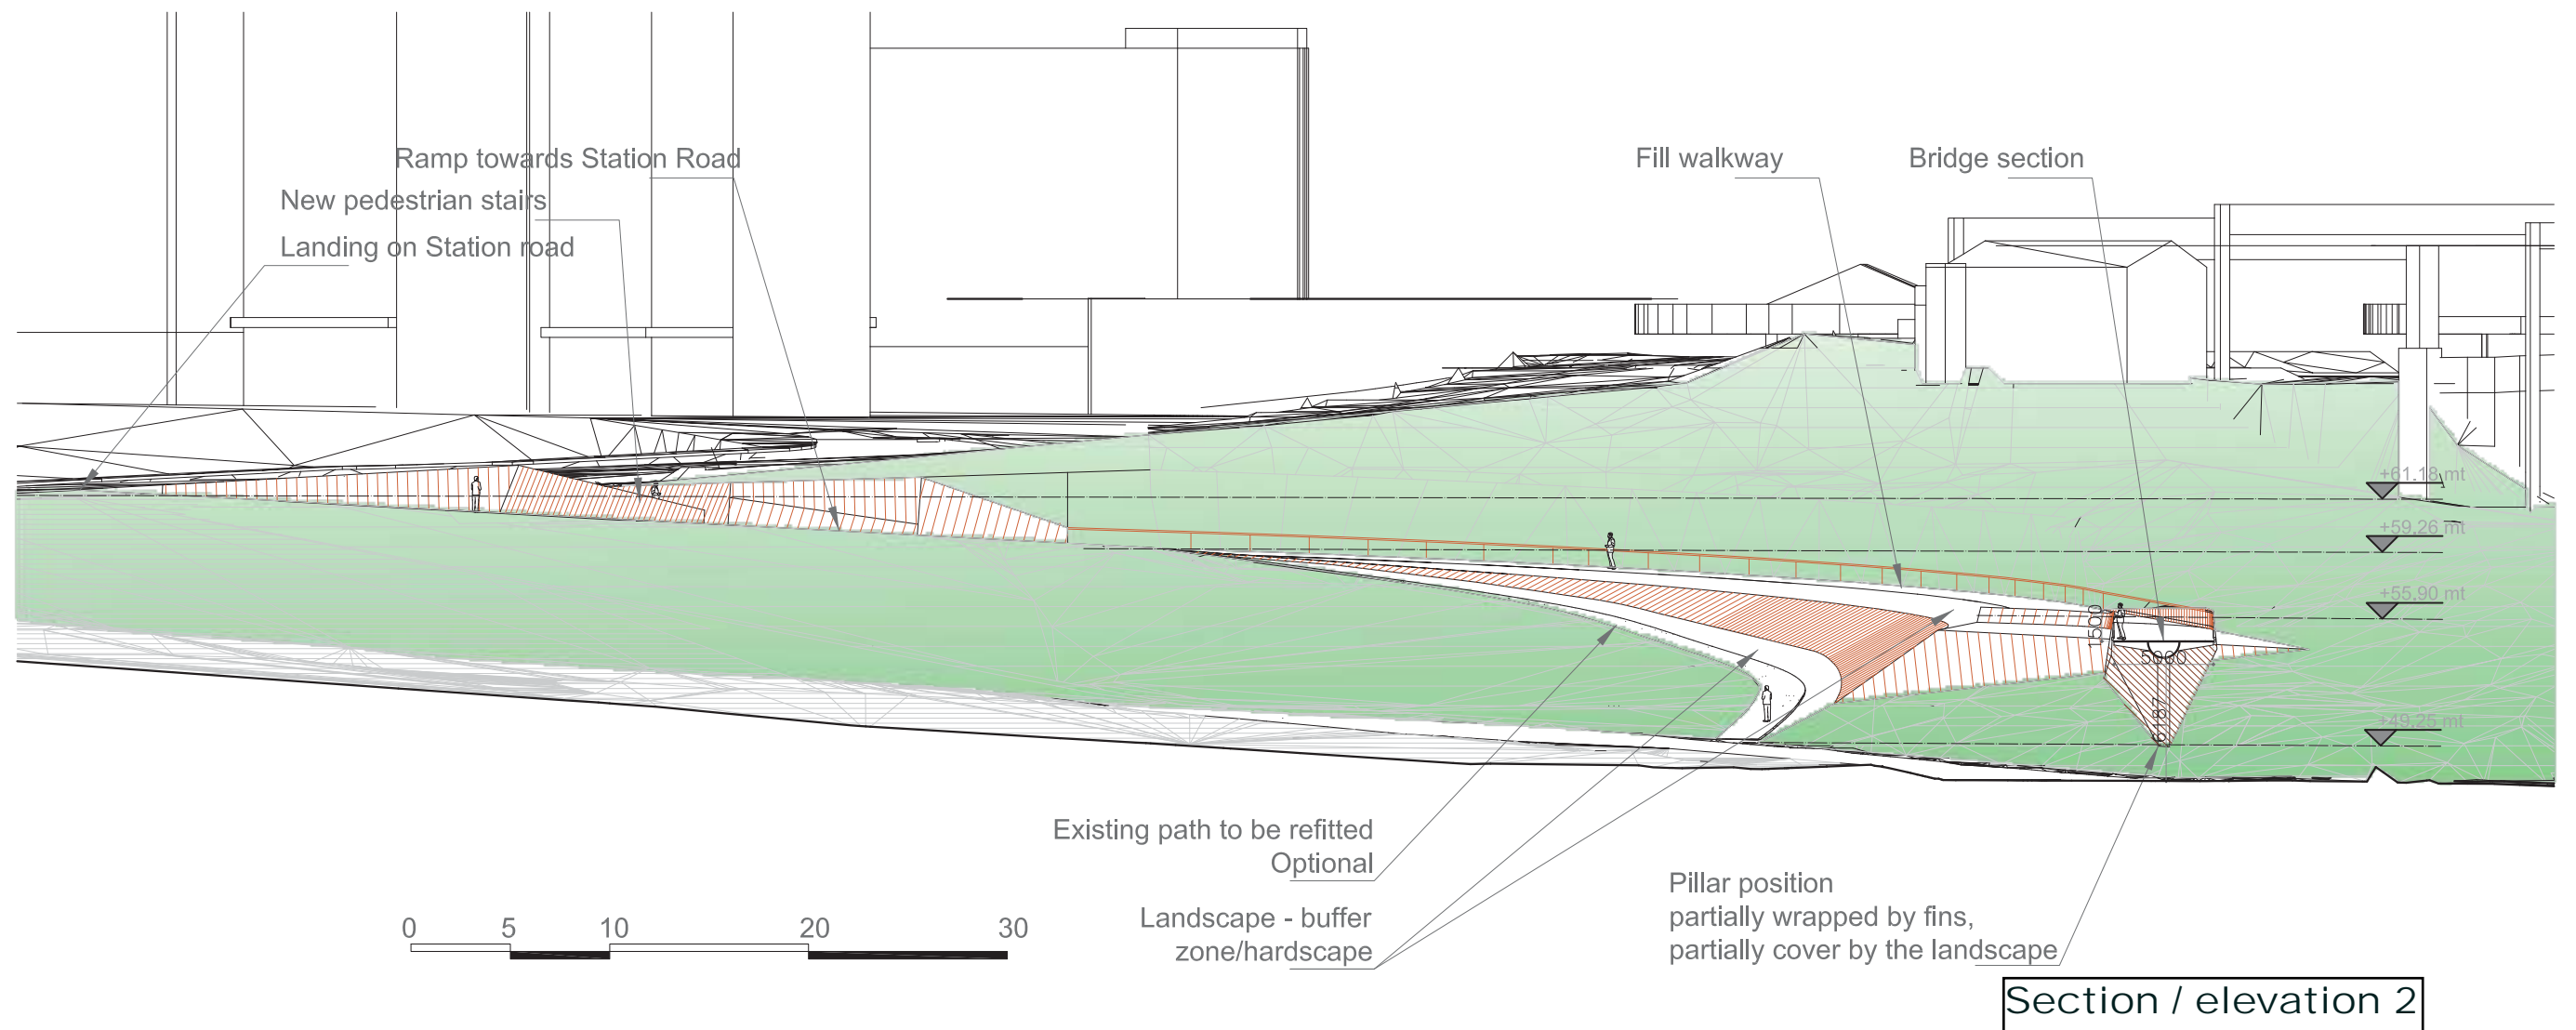 Ramp towards Station Road
New pedestrian stairs
Landing on Station road
Fill walkway
Bridge section
+61.18 mt
+59.26 mt
+55.90 mt
1500
5000
6187
+49.25 mt
Existing path to be refitted
Optional
Landscape - buffer
zone/hardscape
Pillar position
partially wrapped by fins,
partially cover by the landscape
0 5 10 20 30
Section / elevation 2